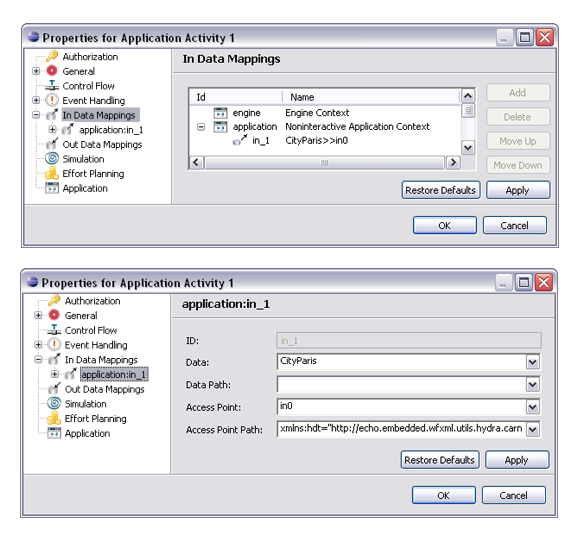 Properties for Application Activity 1
Authorization
General
Control Flow
Event Handling
In Data Mappings
application:in_1
Out Data Mappings
Simulation
Effort Planning
Application
In Data Mappings
Id Name
engine Engine Context
application Noninteractive Application Context
in_1 CityParis>>in0
Add
Delete
Move Up
Move Down
Restore Defaults Apply
OK Cancel
Properties for Application Activity 1
Authorization
General
Control Flow
Event Handling
In Data Mappings
application:in_1
Out Data Mappings
Simulation
Effort Planning
Application
application:in_1
ID: in_1
Data: CityParis
Data Path:
Access Point: in0
Access Point Path: xmlns:hdt="http://echo.embedded.wfxml.utils.hydra.carn
Restore Defaults Apply
OK Cancel